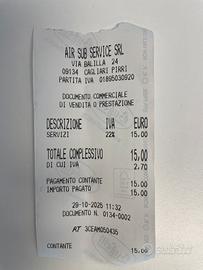 AIR SUB SERVICE SRL
VIA BALILLA 24
09134 CAGLIARI PIRRI
PARTITA IVA 01895030920
DOCUMENTO COMMERCIALE
DI VENDITA O PRESTAZIONE
DESCRIZIONE IVA EURO
SERVIZI 22% 15.00
TOTALE COMPLESSIVO 15,00
DI CUI IVA 2.70
PAGAMENTO CONTANTE 15.00
IMPORTO PAGATO 15.00
29-10-2025 11:32
DOCUMENTO N. 0134-0002
RT 3CEAM050435
CONTANTE 15.00